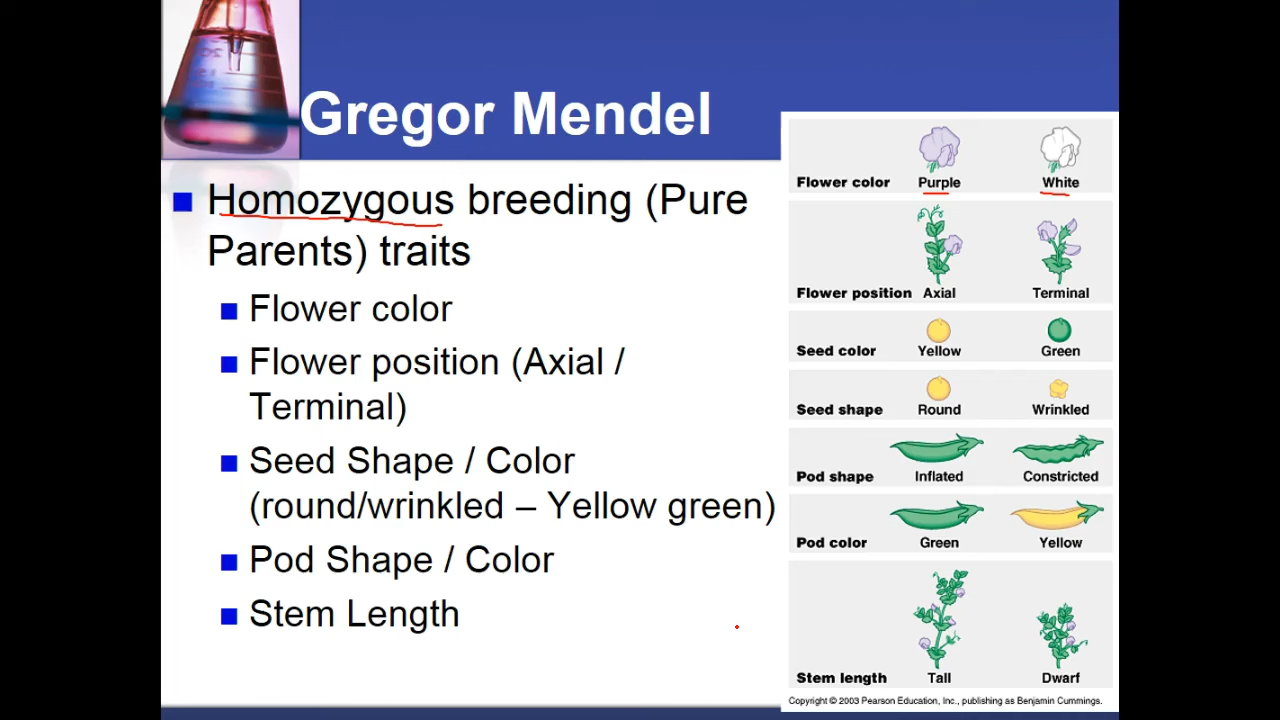 Gregor Mendel
Homozygous breeding (Pure
Parents) traits
Flower color
Flower position (Axial /
Terminal)
Seed Shape / Color
(round/wrinkled – Yellow green)
Pod Shape / Color
Stem Length
Flower color Purple White
Flower position Axial Terminal
Seed color Yellow Green
Seed shape Round Wrinkled
Pod shape Inflated Constricted
Pod color Green Yellow
Stem length Tall Dwarf
Copyright © 2003 Pearson Education, Inc., publishing as Benjamin Cummings.